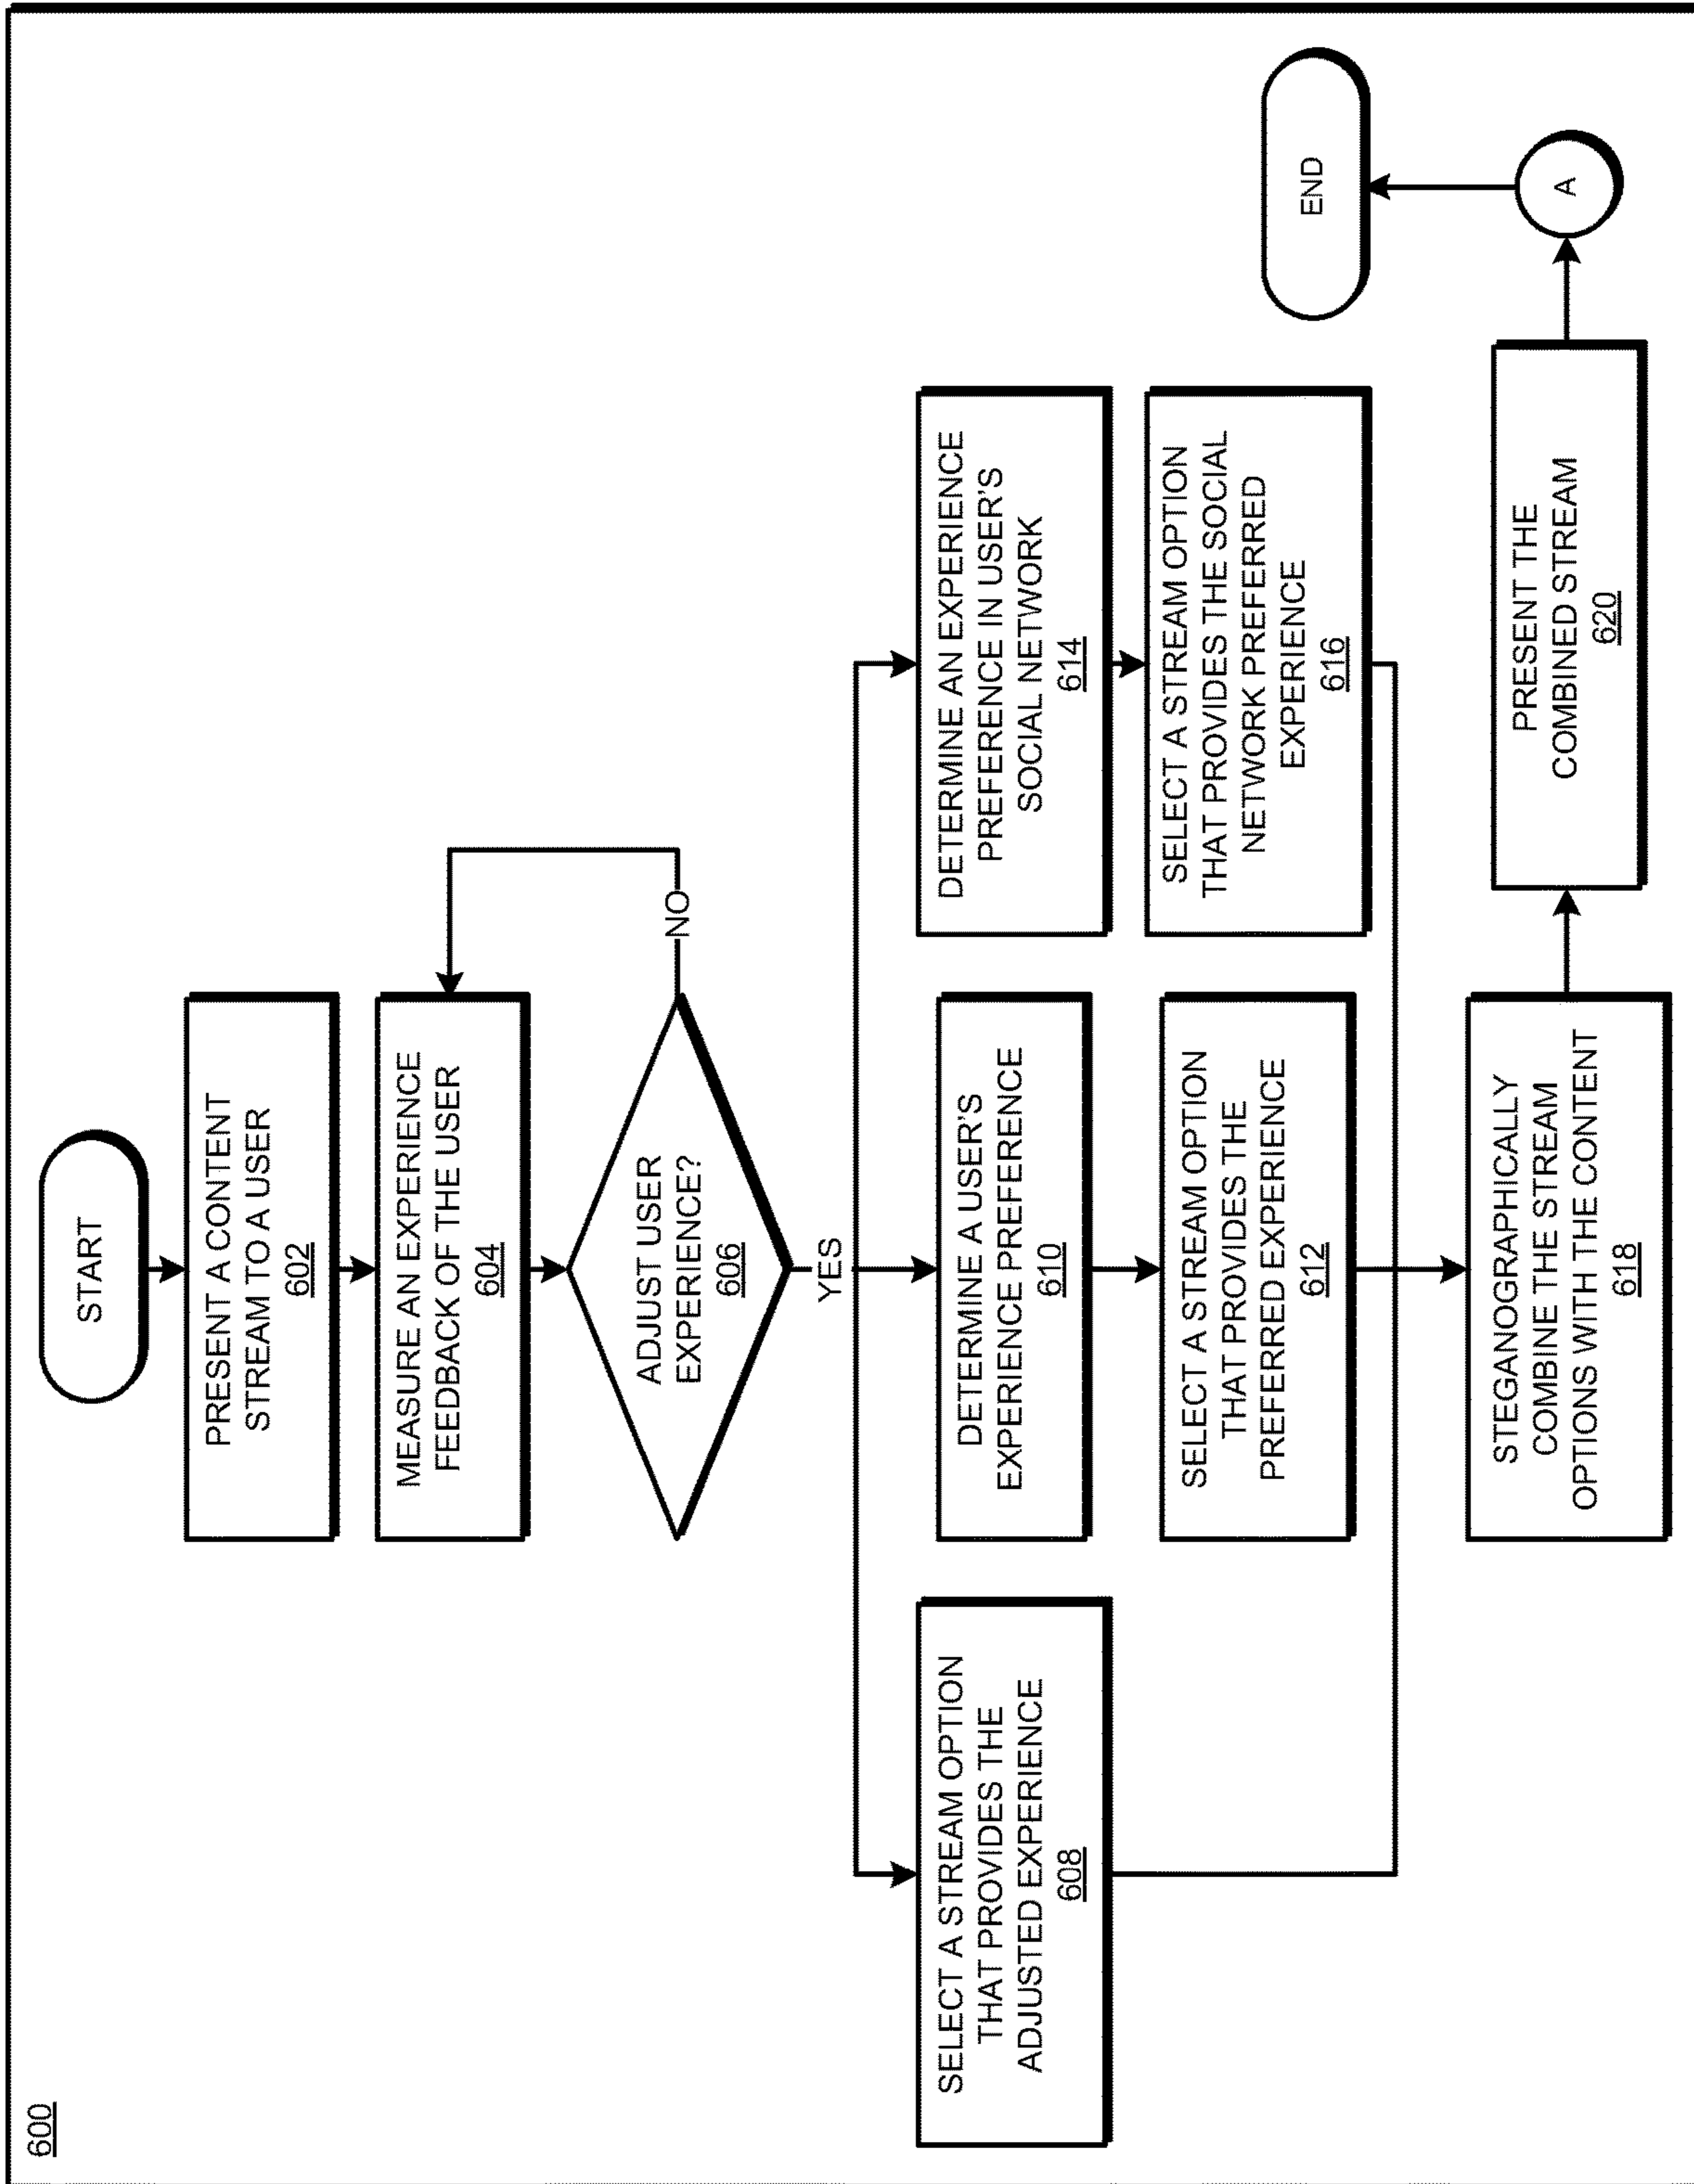 600
START
PRESENT A CONTENT
STREAM TO A USER
602
MEASURE AN EXPERIENCE
FEEDBACK OF THE USER
604
ADJUST USER
EXPERIENCE?
606
NO
YES
SELECT A STREAM OPTION
THAT PROVIDES THE
ADJUSTED EXPERIENCE
608
DETERMINE A USER'S
EXPERIENCE PREFERENCE
610
SELECT A STREAM OPTION
THAT PROVIDES THE
PREFERRED EXPERIENCE
612
DETERMINE AN EXPERIENCE
PREFERENCE IN USER'S
SOCIAL NETWORK
614
SELECT A STREAM OPTION
THAT PROVIDES THE SOCIAL
NETWORK PREFERRED
EXPERIENCE
616
STEGANOGRAPHICALLY
COMBINE THE STREAM
OPTIONS WITH THE CONTENT
618
PRESENT THE
COMBINED STREAM
620
A
END